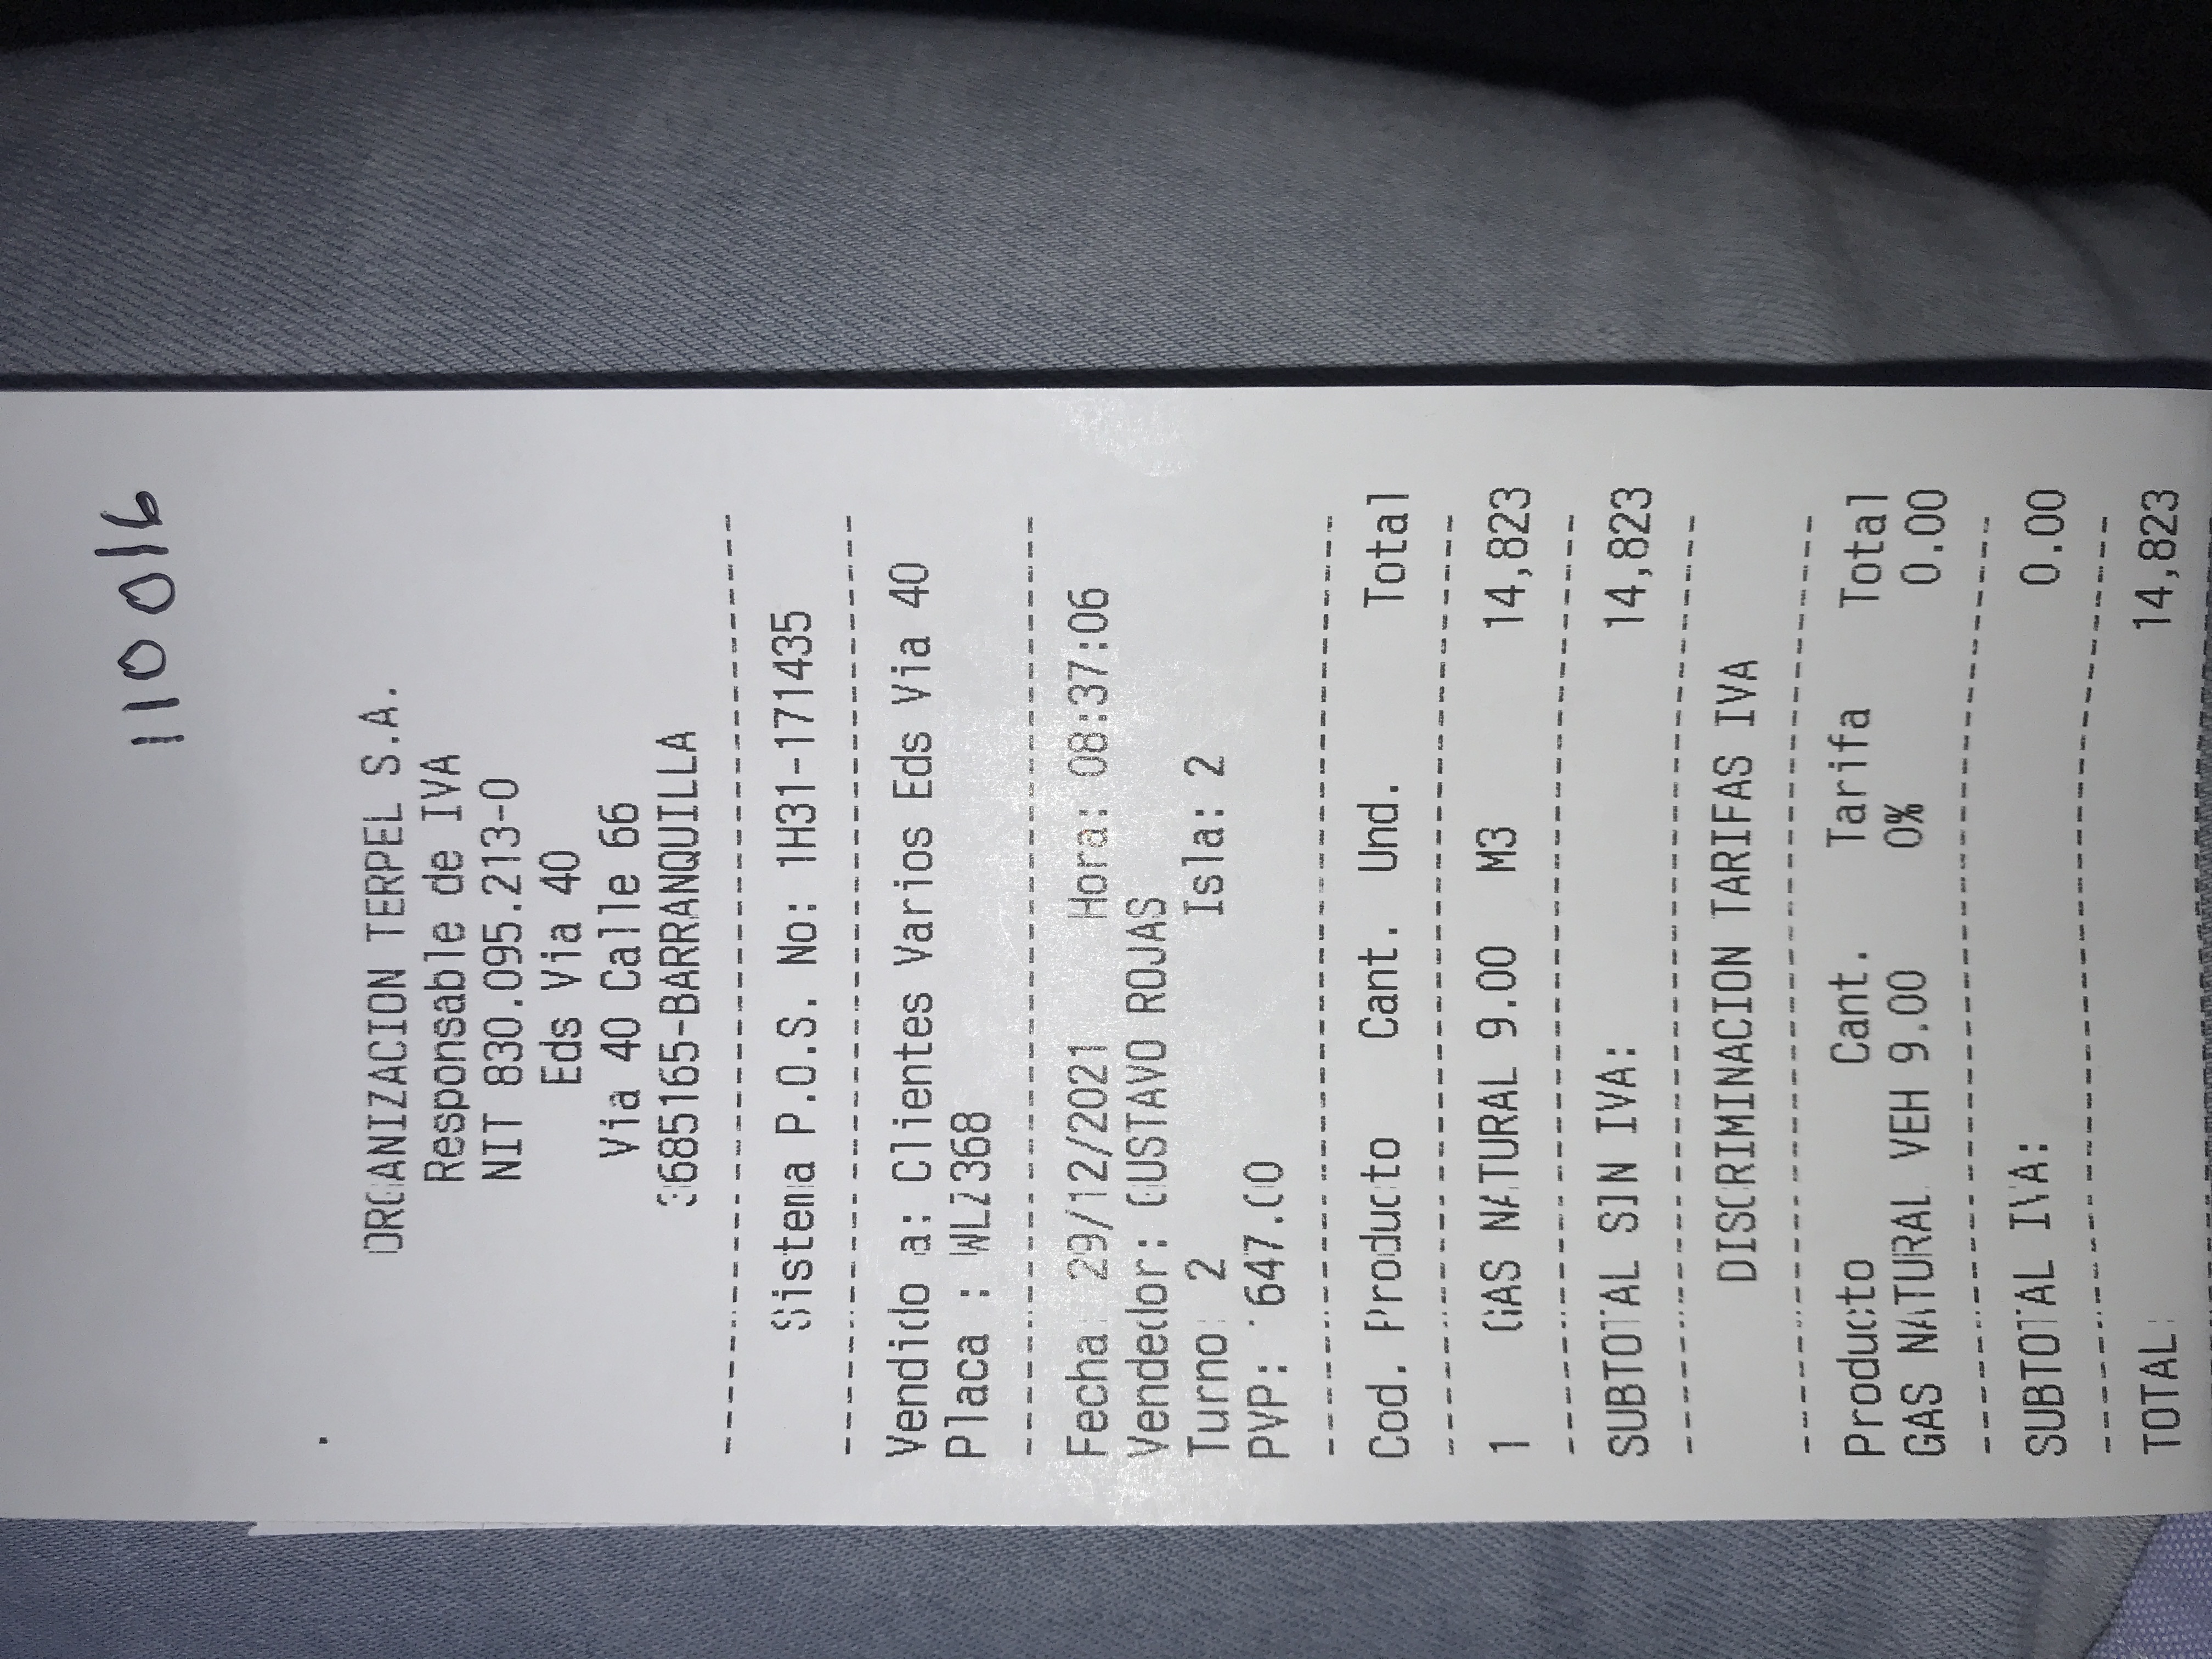 110016
ORGANIZACION TERPEL S.A.
Responsable de IVA
NIT 830.095.213-0
Eds Via 40
Via 40 Calle 66
3685165-BARRANQUILLA
Sistema P.O.S. No: 1H31-171435
Vendido a: Clientes Varios Eds Via 40
Placa : WLZ368
Fecha: 29/12/2021 Hora: 08:37:06
Vendedor: GUSTAVO ROJAS
Turno: 2 Isla: 2
PVP: 647.00
Cod. Producto Cant. Und. Total
1 GAS NATURAL 9.00 M3 14,823
SUBTOTAL SIN IVA: 14,823
DISCRIMINACION TARIFAS IVA
Producto Cant. Tarifa Total
GAS NATURAL VEH 9.00 0% 0.00
SUBTOTAL IVA: 0.00
TOTAL: 14,823